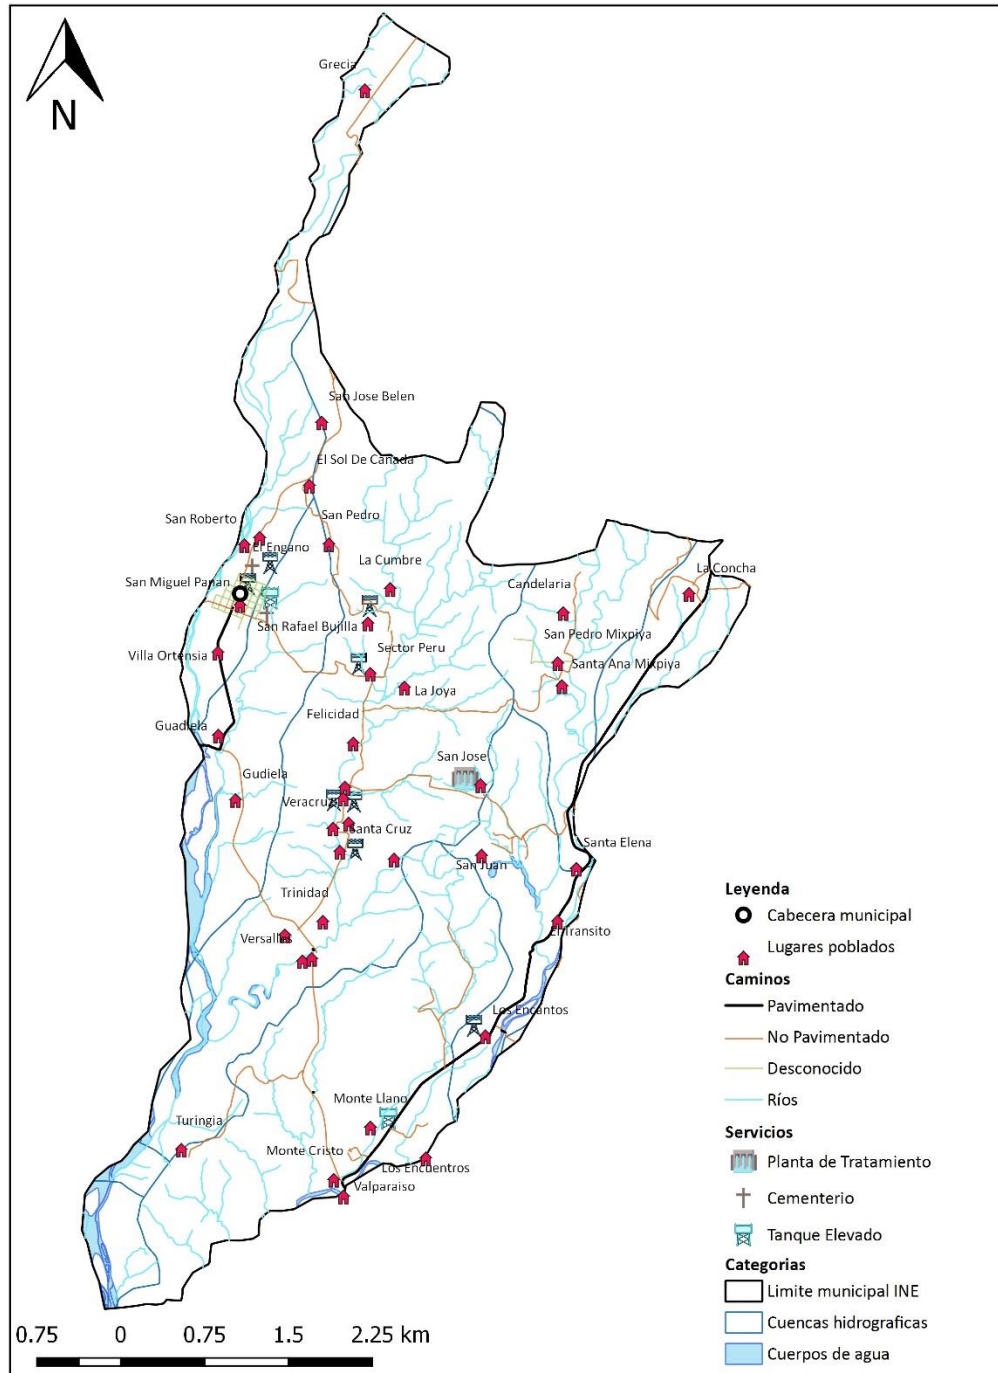 N
Grecia
San Jose Belen
El Sol De Canada
San Roberto
San Pedro
El Engano
La Cumbre
San Miguel Panan
Candelaria
La Concha
San Rafael Bujilla
San Pedro Mixpiya
Villa Ortensia
Sector Peru
Santa Ana Mixpiya
La Joya
Guadiela
Felicidad
San Jose
Gudiela
Veracruz
Santa Cruz
Santa Elena
San Juan
Trinidad
Versalles
El Transito
Los Encantos
Monte Llano
Turingia
Monte Cristo
Los Encuentros
Valparaiso
Leyenda
Cabecera municipal
Lugares poblados
Caminos
Pavimentado
No Pavimentado
Desconocido
Ríos
Servicios
Planta de Tratamiento
Cementerio
Tanque Elevado
Categorias
Limite municipal INE
Cuencas hidrograficas
Cuerpos de agua
0.75 0 0.75 1.5 2.25 km